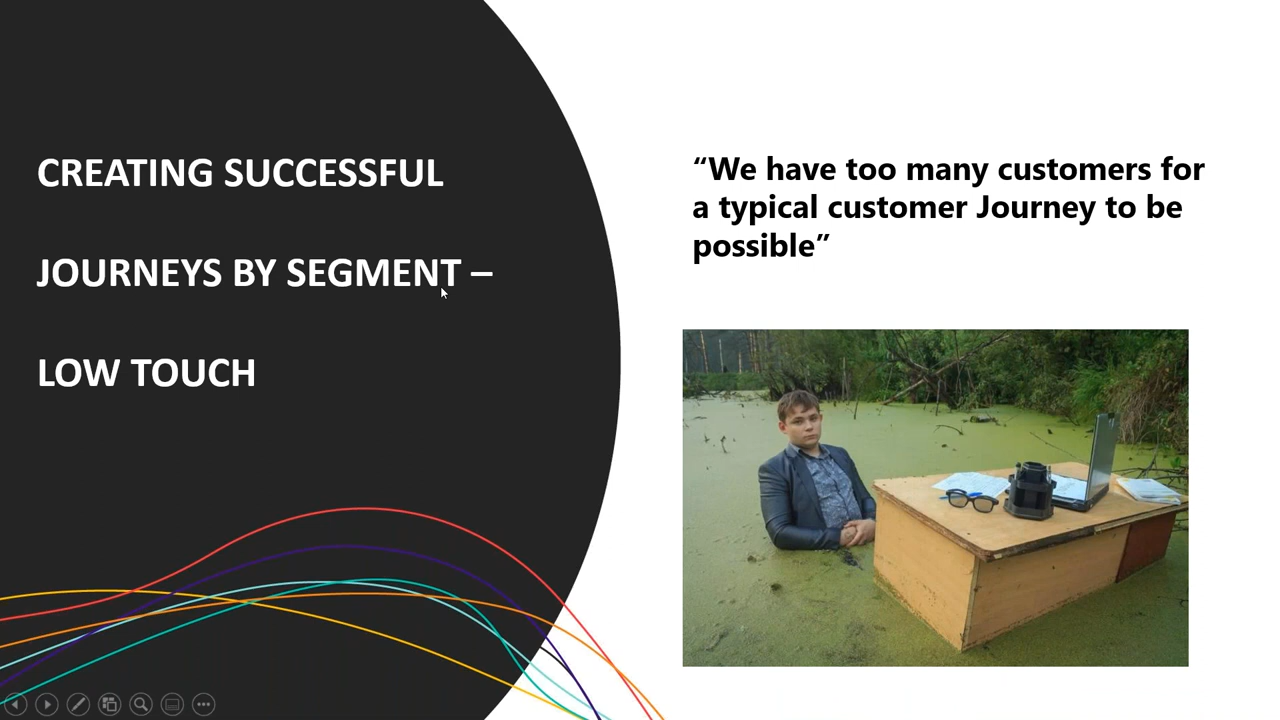 CREATING SUCCESSFUL
JOURNEYS BY SEGMENT –
LOW TOUCH
“We have too many customers for
a typical customer Journey to be
possible”